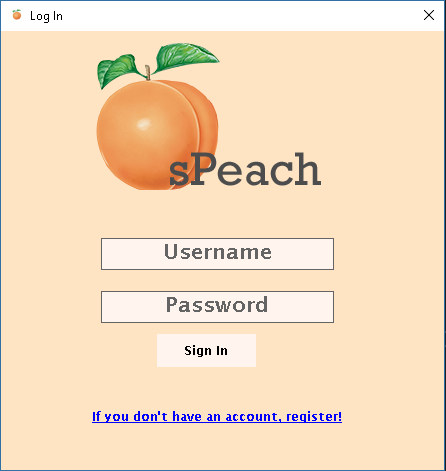 Log In
sPeach
Username
Password
Sign In
If you don't have an account, register!